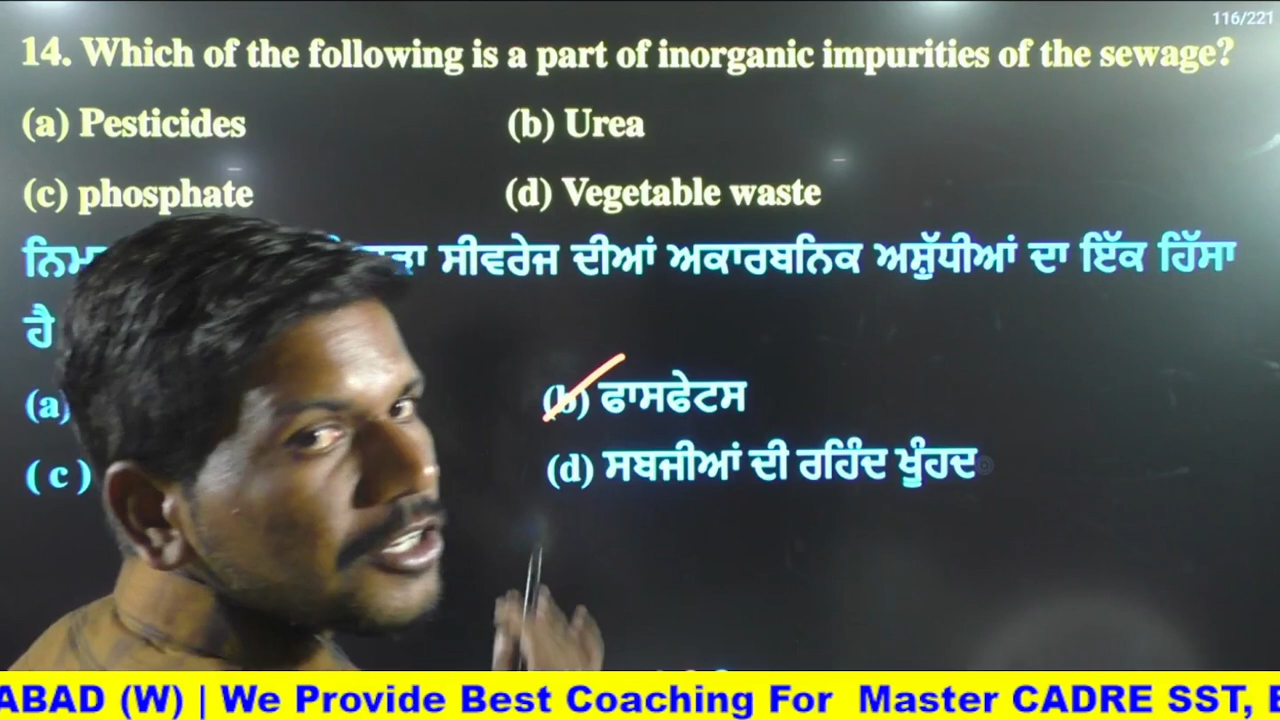 116/221
14. Which of the following is a part of inorganic impurities of the sewage?
(a) Pesticides (b) Urea
(c) phosphate (d) Vegetable waste
ਸੀਵਰੇਜ ਦੀਆਂ ਅਕਾਰਬਨਿਕ ਅਸ਼ੁੱਧੀਆਂ ਦਾ ਇੱਕ ਹਿੱਸਾ
ਹੈ
(a) (b) ਫਾਸਫੇਟਸ
(c) (d) ਸਬਜੀਆਂ ਦੀ ਰਹਿੰਦ ਖੂੰਹਦ
ABAD (W) | We Provide Best Coaching For Master CADRE SST,